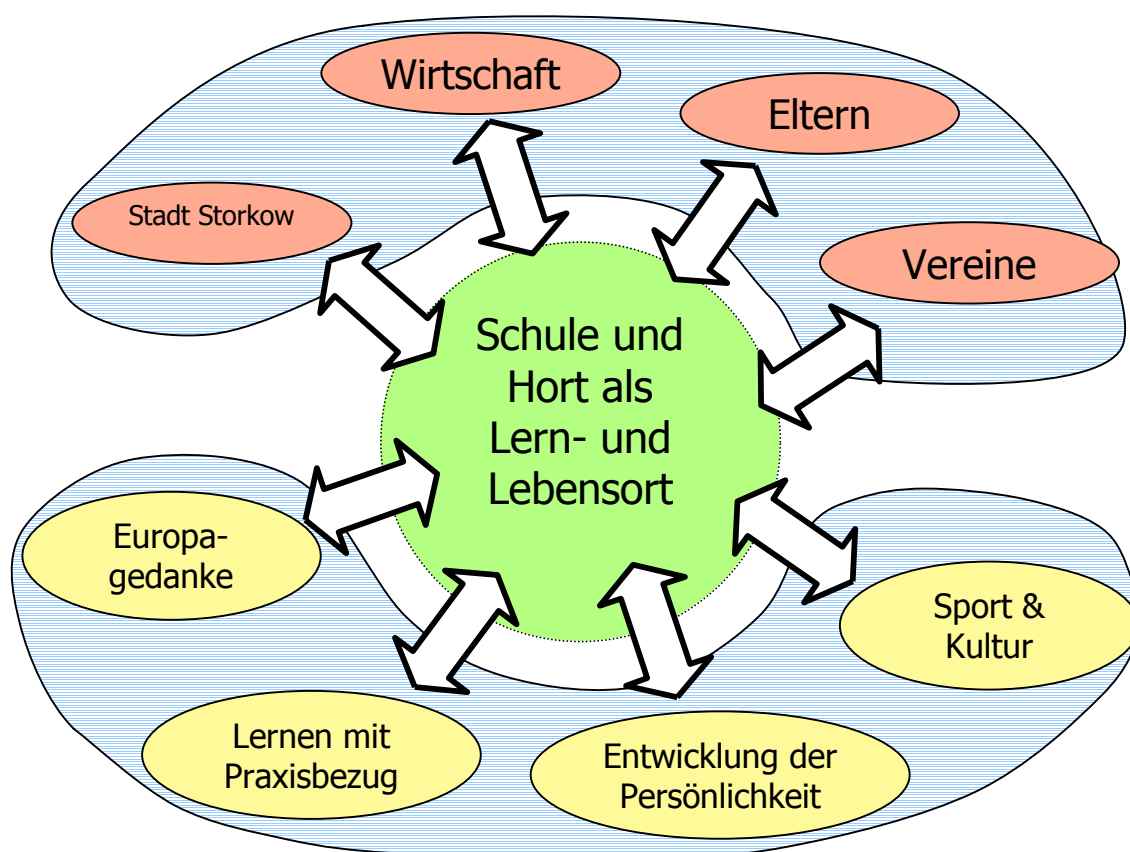 Wirtschaft
Eltern
Stadt Storkow
Vereine
Schule und
Hort als
Lern- und
Lebensort
Europa-
gedanke
Sport &
Kultur
Lernen mit
Praxisbezug
Entwicklung der
Persönlichkeit